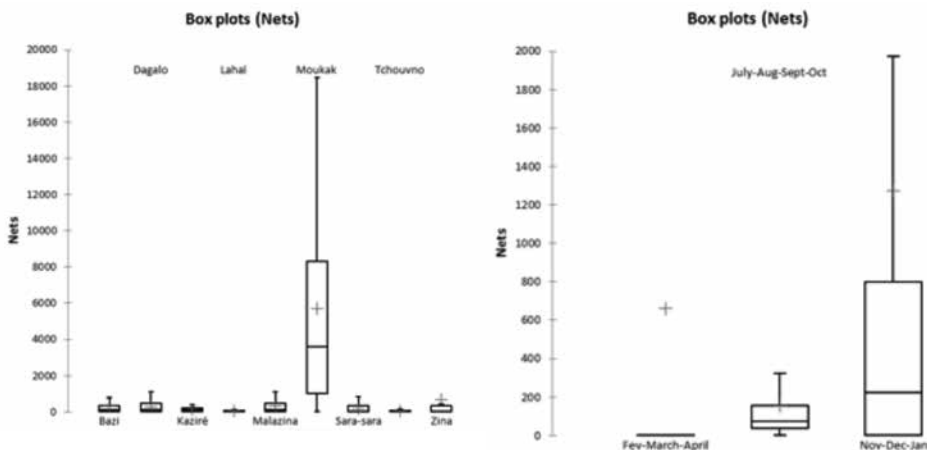 Box plots (Nets)
20000
Dagalo Lahal Moukak Tchouvno
18000
16000
14000
12000
10000
8000
6000
4000
2000
0
Nets
Bazi Kaziré Malazina Sara-sara Zina
Box plots (Nets)
2000
July-Aug-Sept-Oct
1800
1600
1400
1200
1000
800
600
400
200
0
Nets
Fev-March-April Nov-Dec-Jan